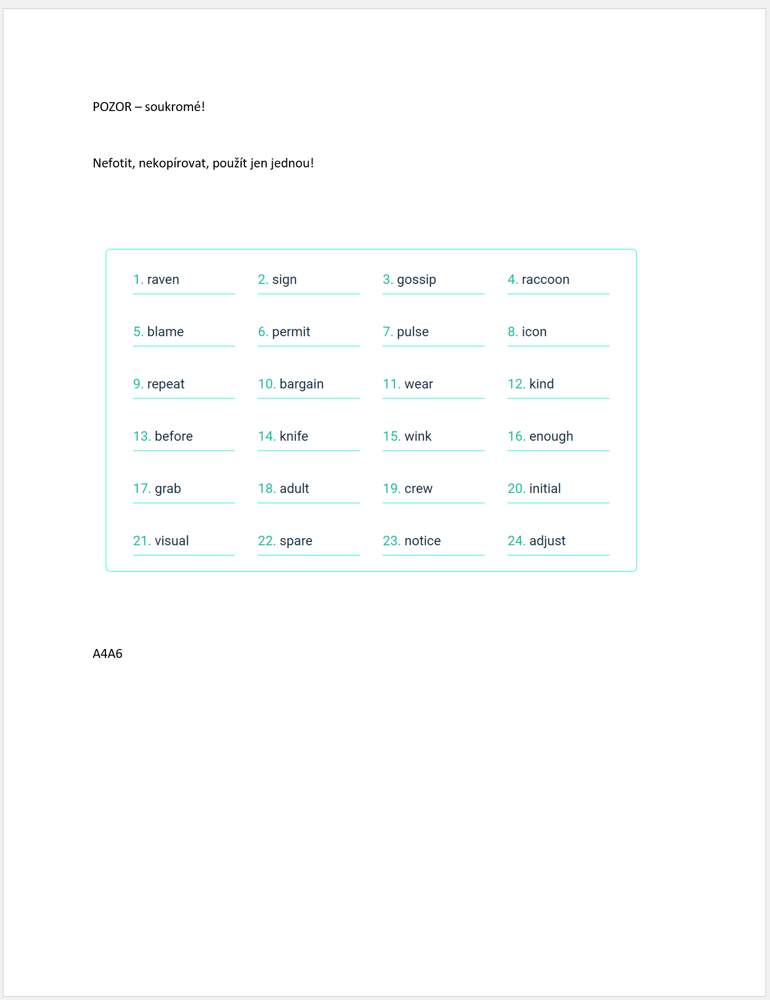 POZOR – soukromé!
Nefotit, nekopírovat, použít jen jednou!
1. raven 2. sign 3. gossip 4. raccoon
5. blame 6. permit 7. pulse 8. icon
9. repeat 10. bargain 11. wear 12. kind
13. before 14. knife 15. wink 16. enough
17. grab 18. adult 19. crew 20. initial
21. visual 22. spare 23. notice 24. adjust
A4A6